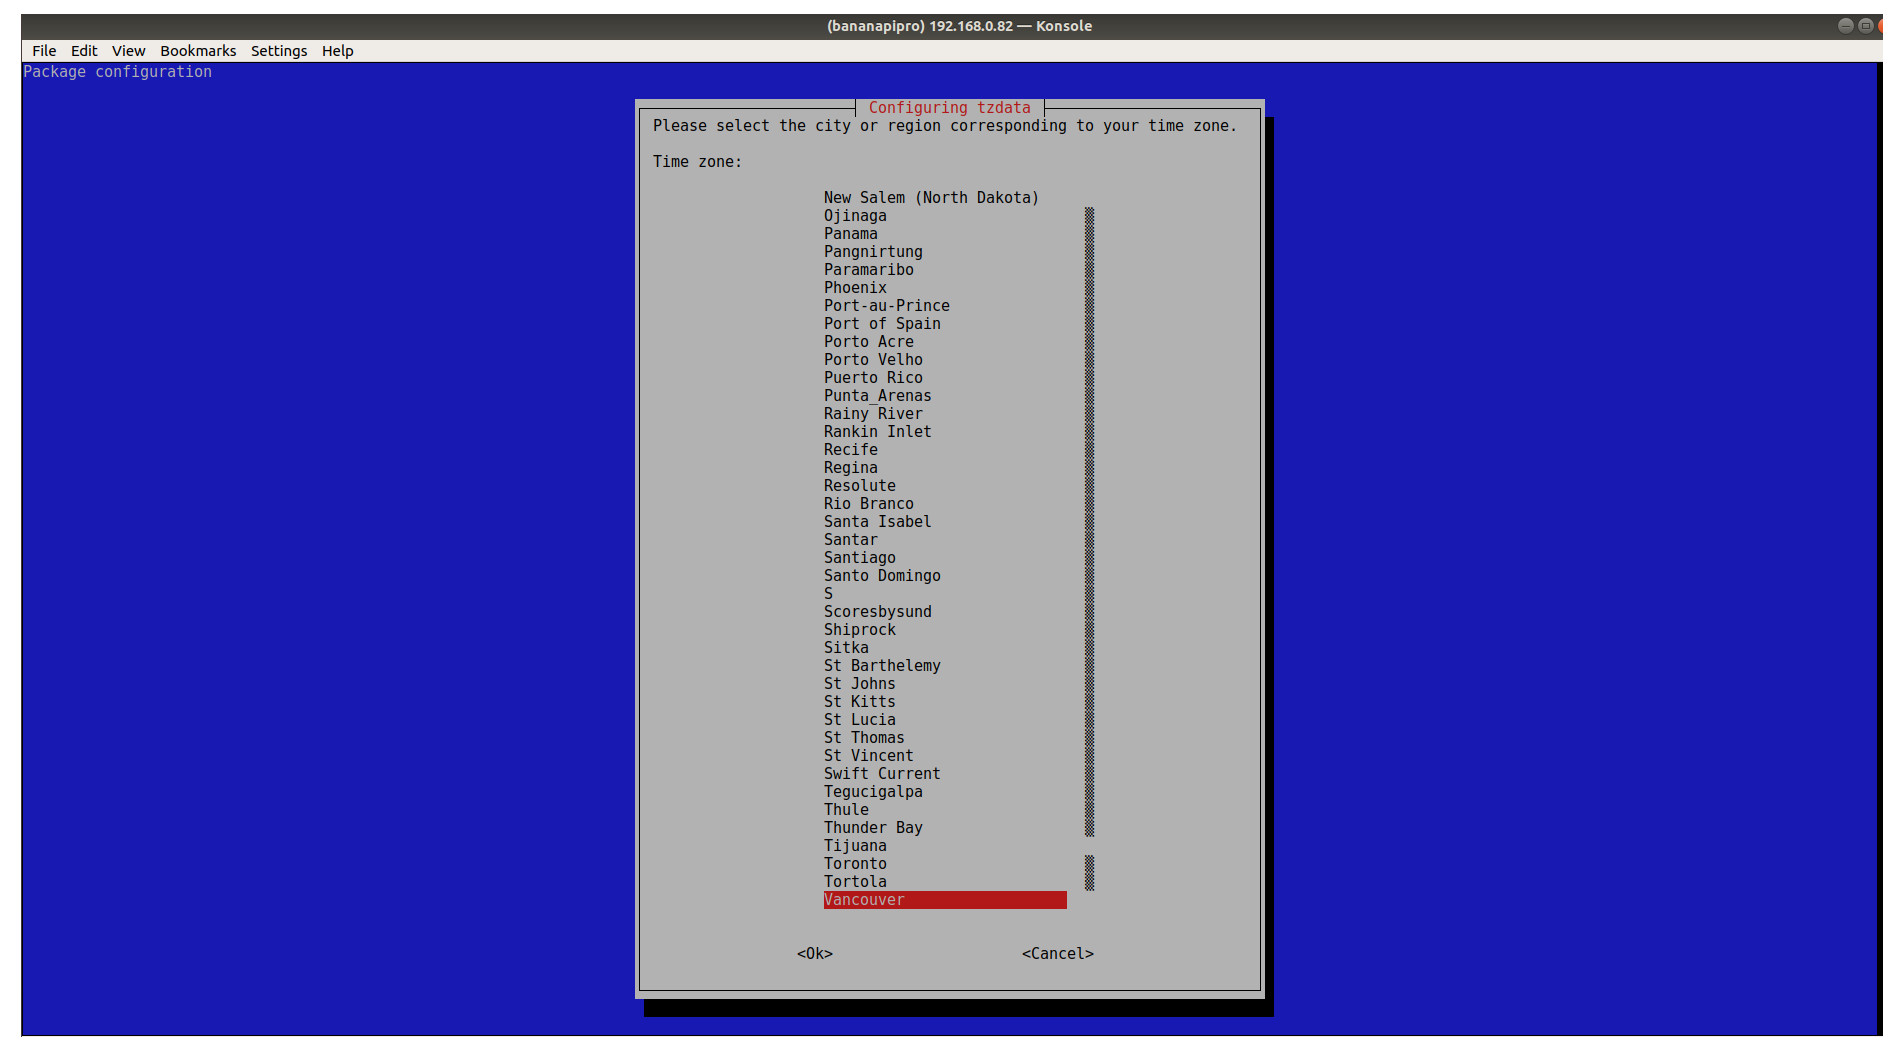 (bananapipro) 192.168.0.82 — Konsole
File Edit View Bookmarks Settings Help
Package configuration
Configuring tzdata
Please select the city or region corresponding to your time zone.
Time zone:
New Salem (North Dakota)
Ojinaga
Panama
Pangnirtung
Paramaribo
Phoenix
Port-au-Prince
Port of Spain
Porto Acre
Porto Velho
Puerto Rico
Punta_Arenas
Rainy River
Rankin Inlet
Recife
Regina
Resolute
Rio Branco
Santa Isabel
Santar
Santiago
Santo Domingo
S
Scoresbysund
Shiprock
Sitka
St Barthelemy
St Johns
St Kitts
St Lucia
St Thomas
St Vincent
Swift Current
Tegucigalpa
Thule
Thunder Bay
Tijuana
Toronto
Tortola
Vancouver
<Ok> <Cancel>